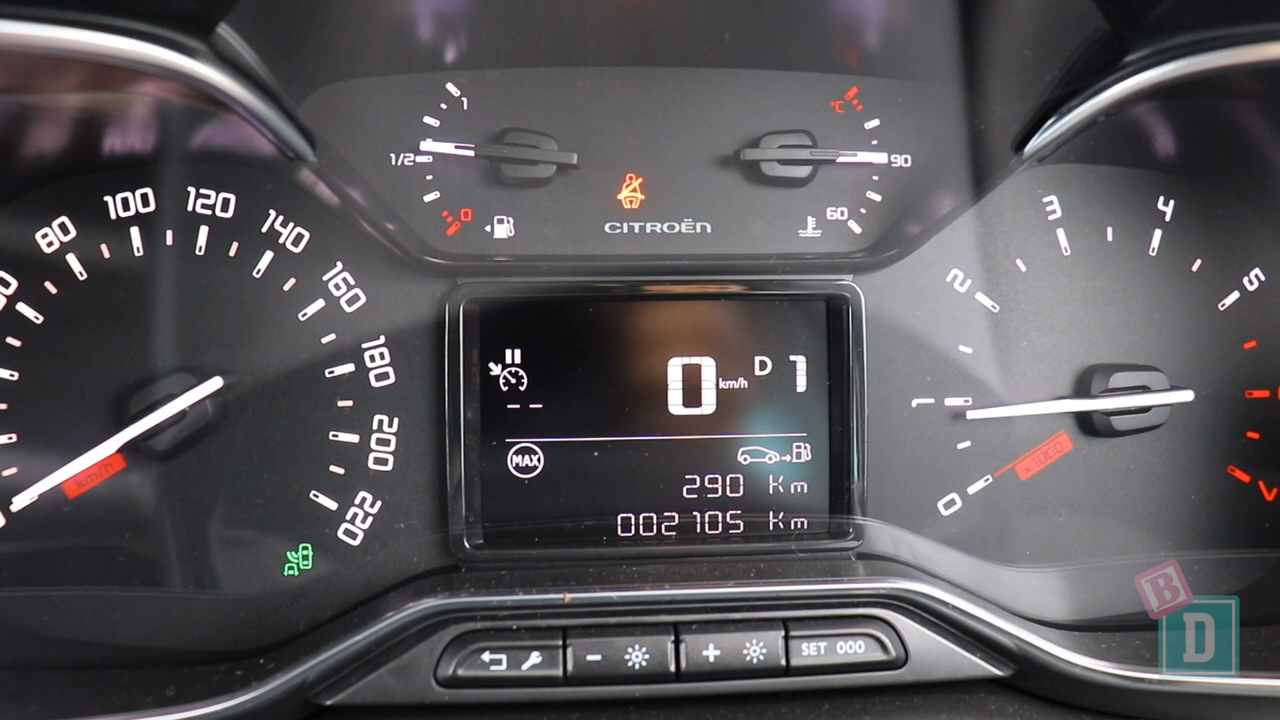 1
1/2
0
°C
90
60
CITROËN
80
100
120
140
160
180
200
220
km/h
0
1
2
3
4
5
x1000
0 km/h D 1
-- 
MAX
290 Km
002105 Km
- + SET 000
B
D